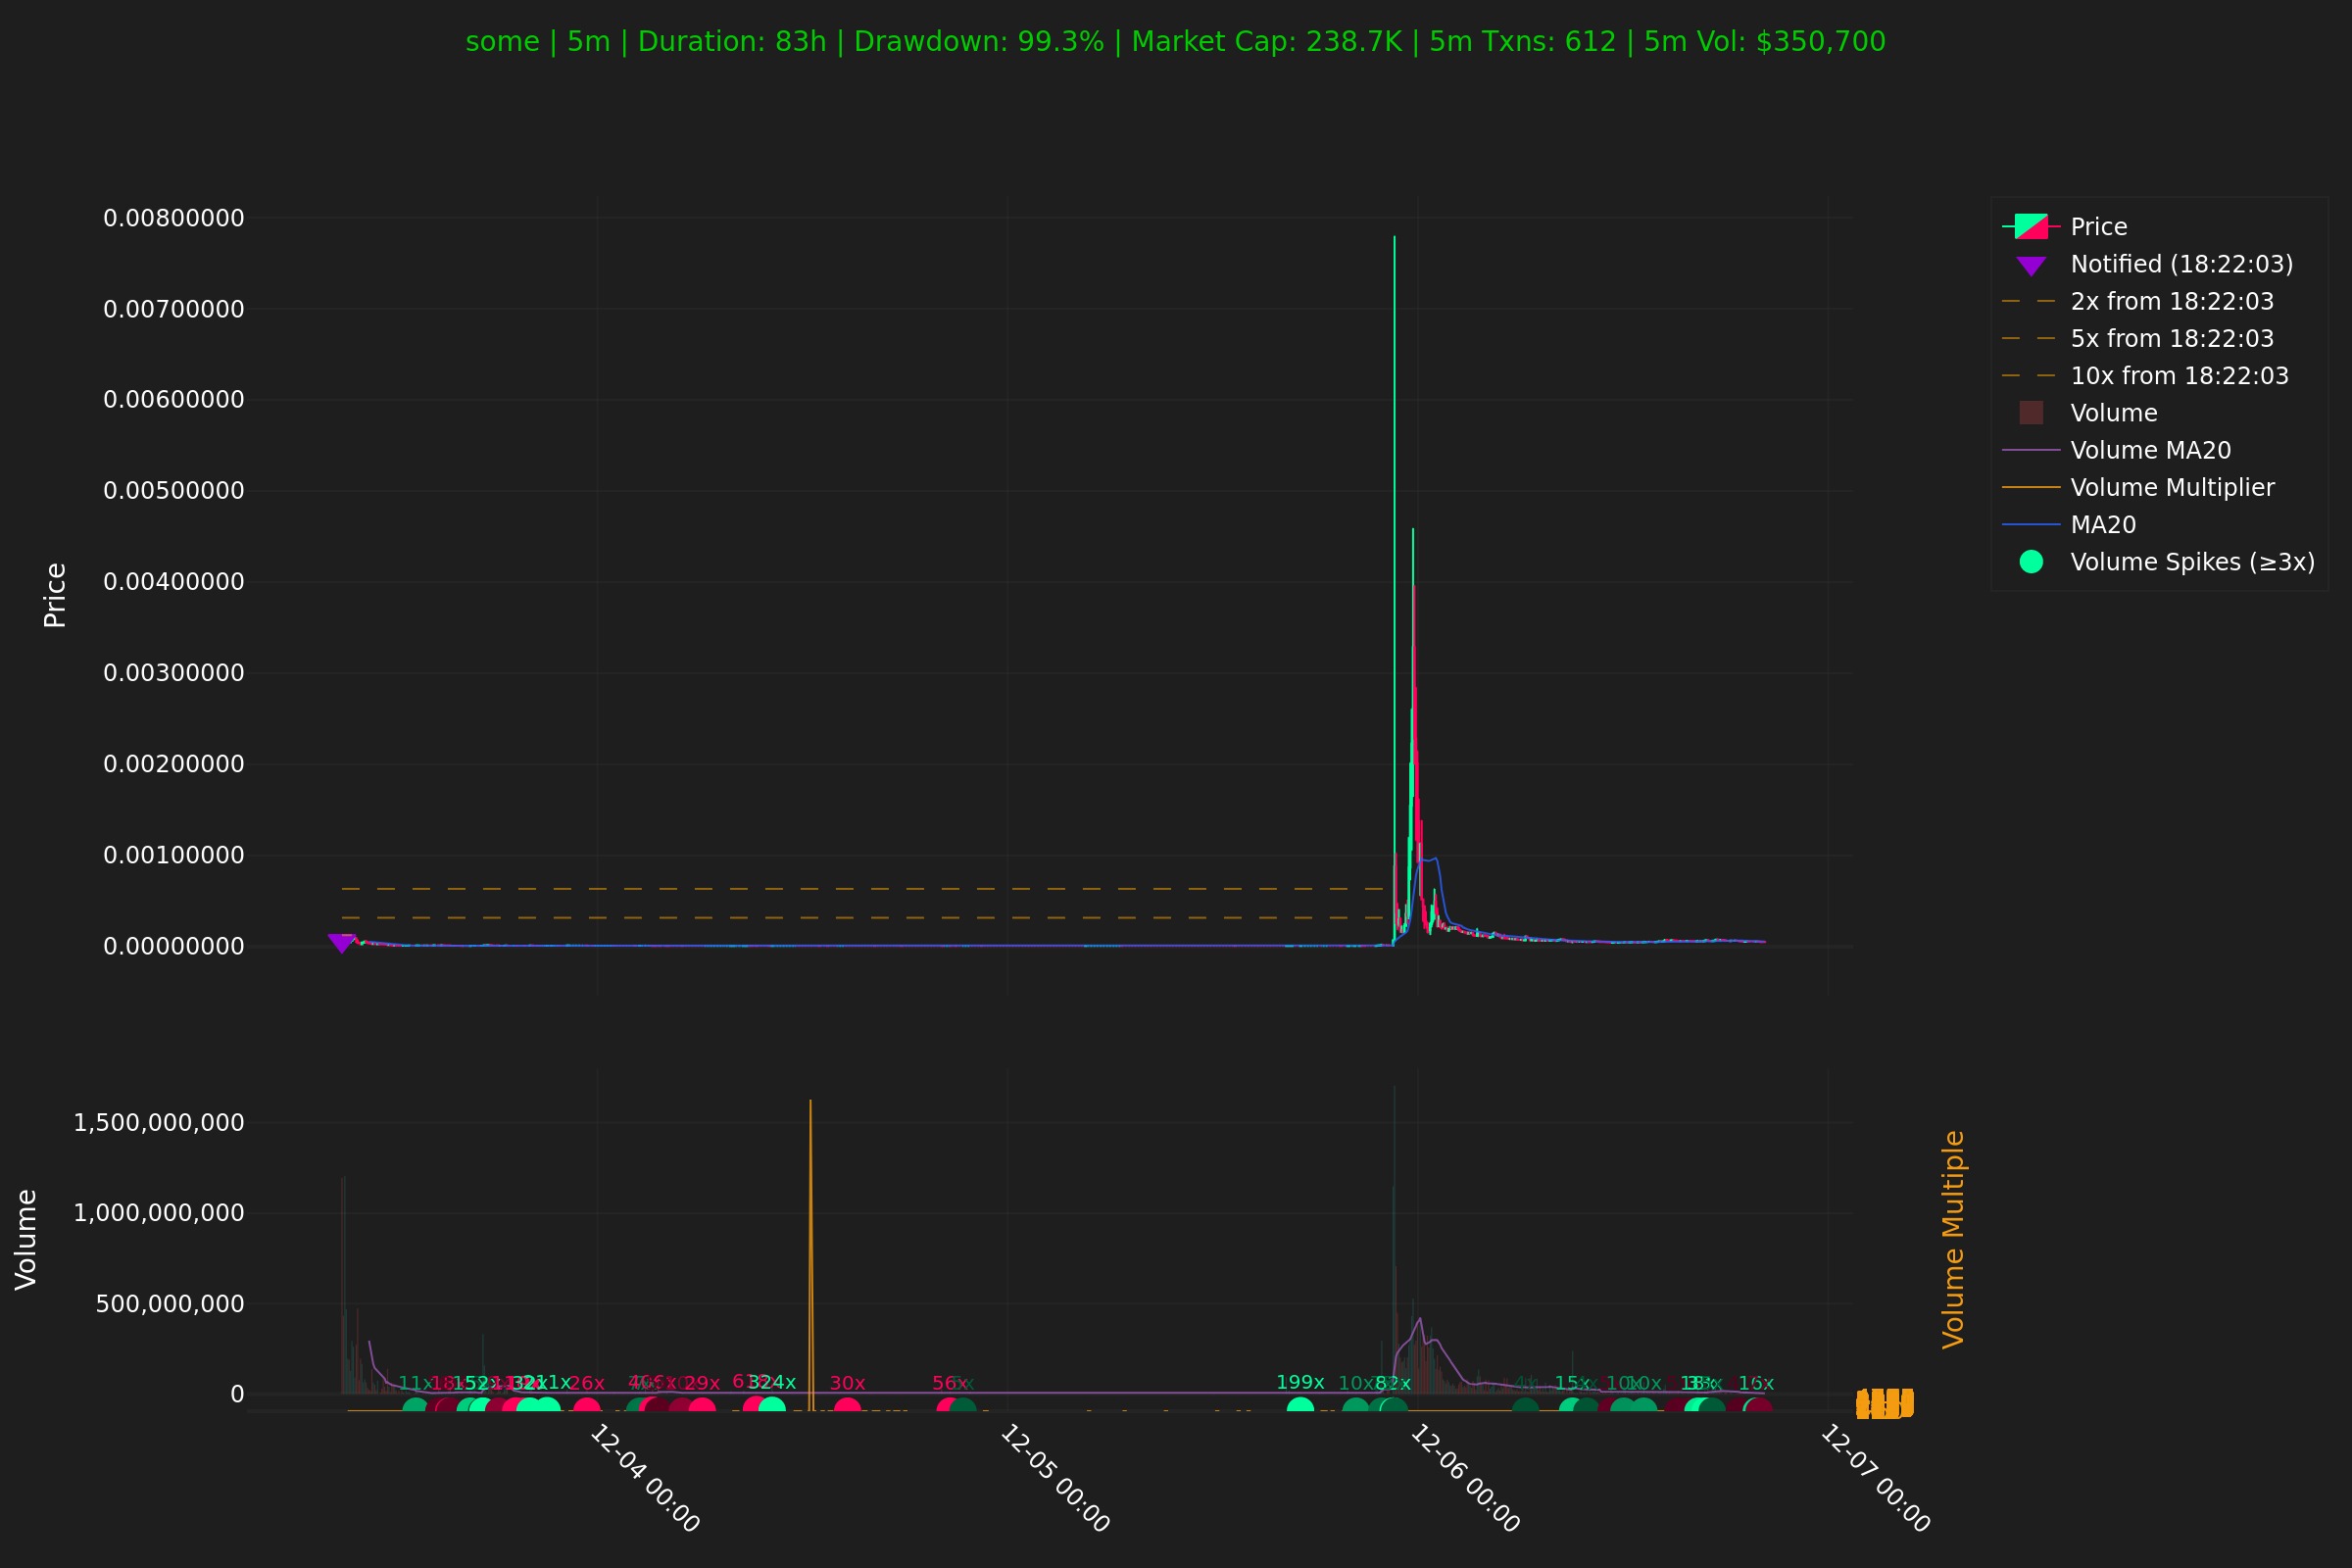 some | 5m | Duration: 83h | Drawdown: 99.3% | Market Cap: 238.7K | 5m Txns: 612 | 5m Vol: $350,700
Price
0.00800000
0.00700000
0.00600000
0.00500000
0.00400000
0.00300000
0.00200000
0.00100000
0.00000000
Price
Notified (18:22:03)
2x from 18:22:03
5x from 18:22:03
10x from 18:22:03
Volume
Volume MA20
Volume Multiplier
MA20
Volume Spikes (≥3x)
Volume
1,500,000,000
1,000,000,000
500,000,000
0
11x
26x
29x
324x
30x
56x
199x
10x
82x
15x
10x
16x
Volume Multiple
12-04 00:00
12-05 00:00
12-06 00:00
12-07 00:00